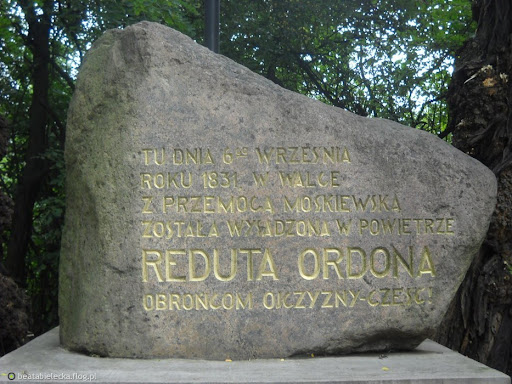 TU DNIA 6GO WRZEŚNIA
ROKU 1831. W WALCE
Z PRZEMOCĄ MOSKIEWSKĄ
ZOSTAŁA WYSADZONA W POWIETRZE
REDUTA ORDONA
OBROŃCOM OJCZYZNY-CZEŚĆ!
beatabielecka.flog.pl